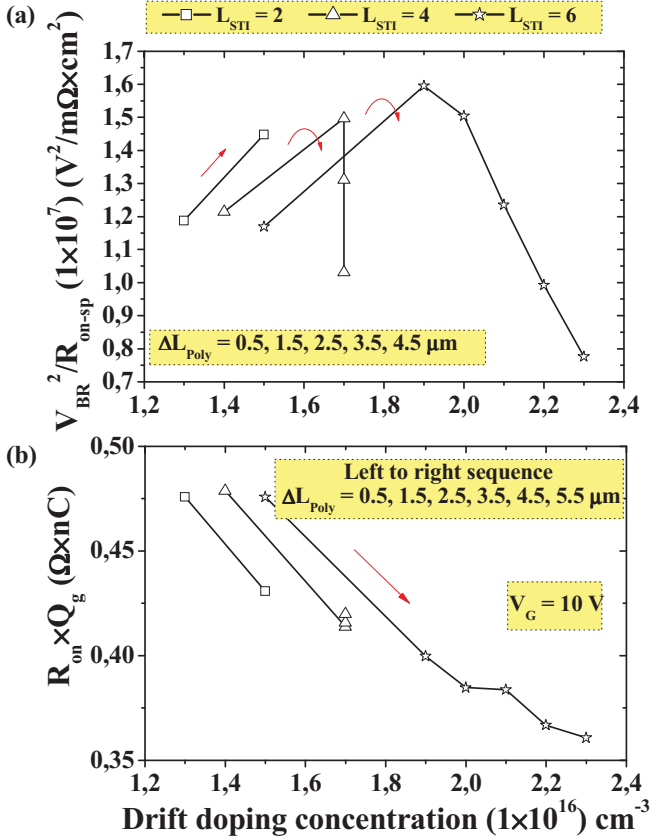 (a)
L_STI = 2 L_STI = 4 L_STI = 6
V_BR^2/R_on-sp (1×10^7) (V^2/mΩ×cm^2)
1,7
1,6
1,5
1,4
1,3
1,2
1,1
1,0
0,9
0,8
0,7
ΔL_Poly = 0.5, 1.5, 2.5, 3.5, 4.5 μm
1,2 1,4 1,6 1,8 2,0 2,2 2,4
(b)
R_on×Q_g (Ω×nC)
0,50
0,45
0,40
0,35
Left to right sequence
ΔL_Poly = 0.5, 1.5, 2.5, 3.5, 4.5, 5.5 μm
V_G = 10 V
1,2 1,4 1,6 1,8 2,0 2,2 2,4
Drift doping concentration (1×10^16) cm^-3